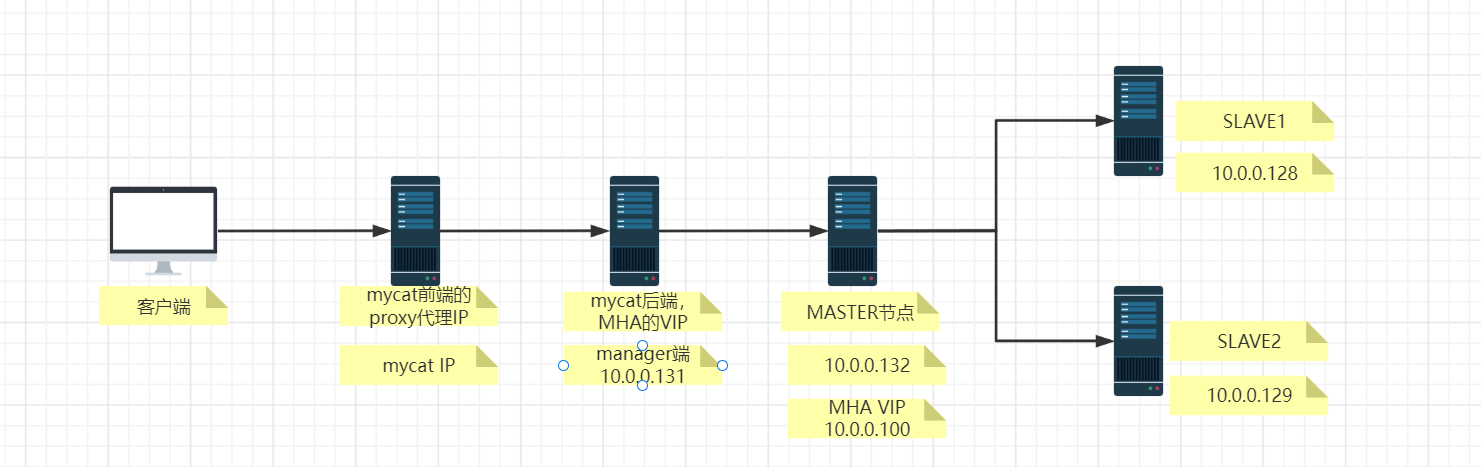 客户端
mycat前端的
proxy代理IP
mycat IP
mycat后端，
MHA的VIP
manager端
10.0.0.131
MASTER节点
10.0.0.132
MHA VIP
10.0.0.100
SLAVE1
10.0.0.128
SLAVE2
10.0.0.129